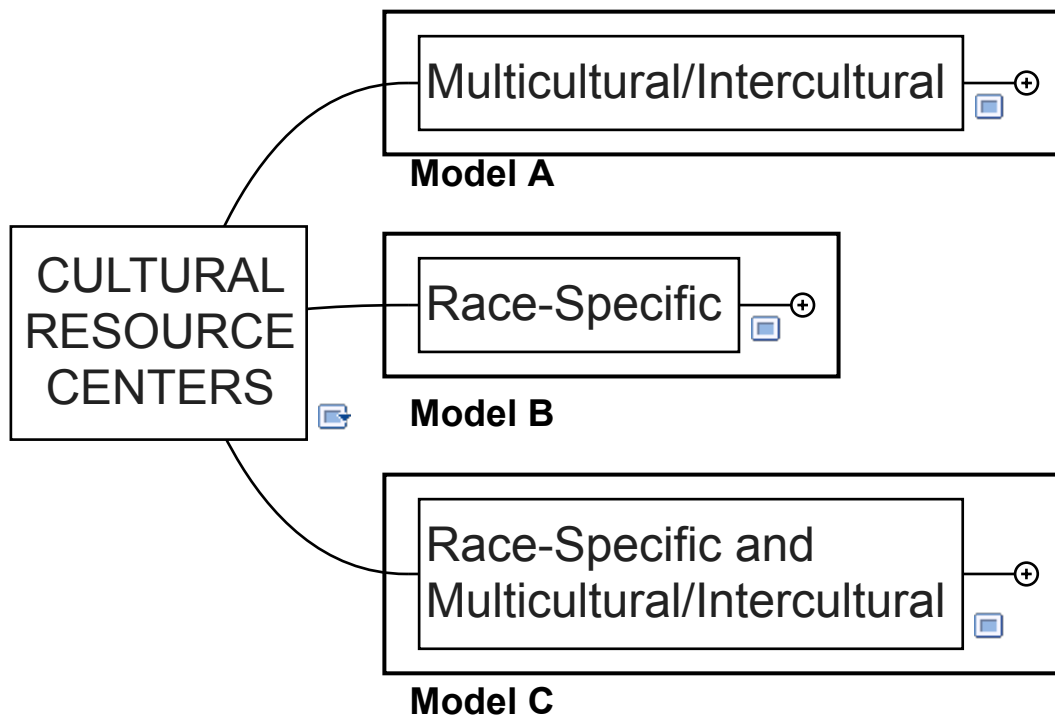 Multicultural/Intercultural
Model A
CULTURAL
RESOURCE
CENTERS
Race-Specific
Model B
Race-Specific and
Multicultural/Intercultural
Model C